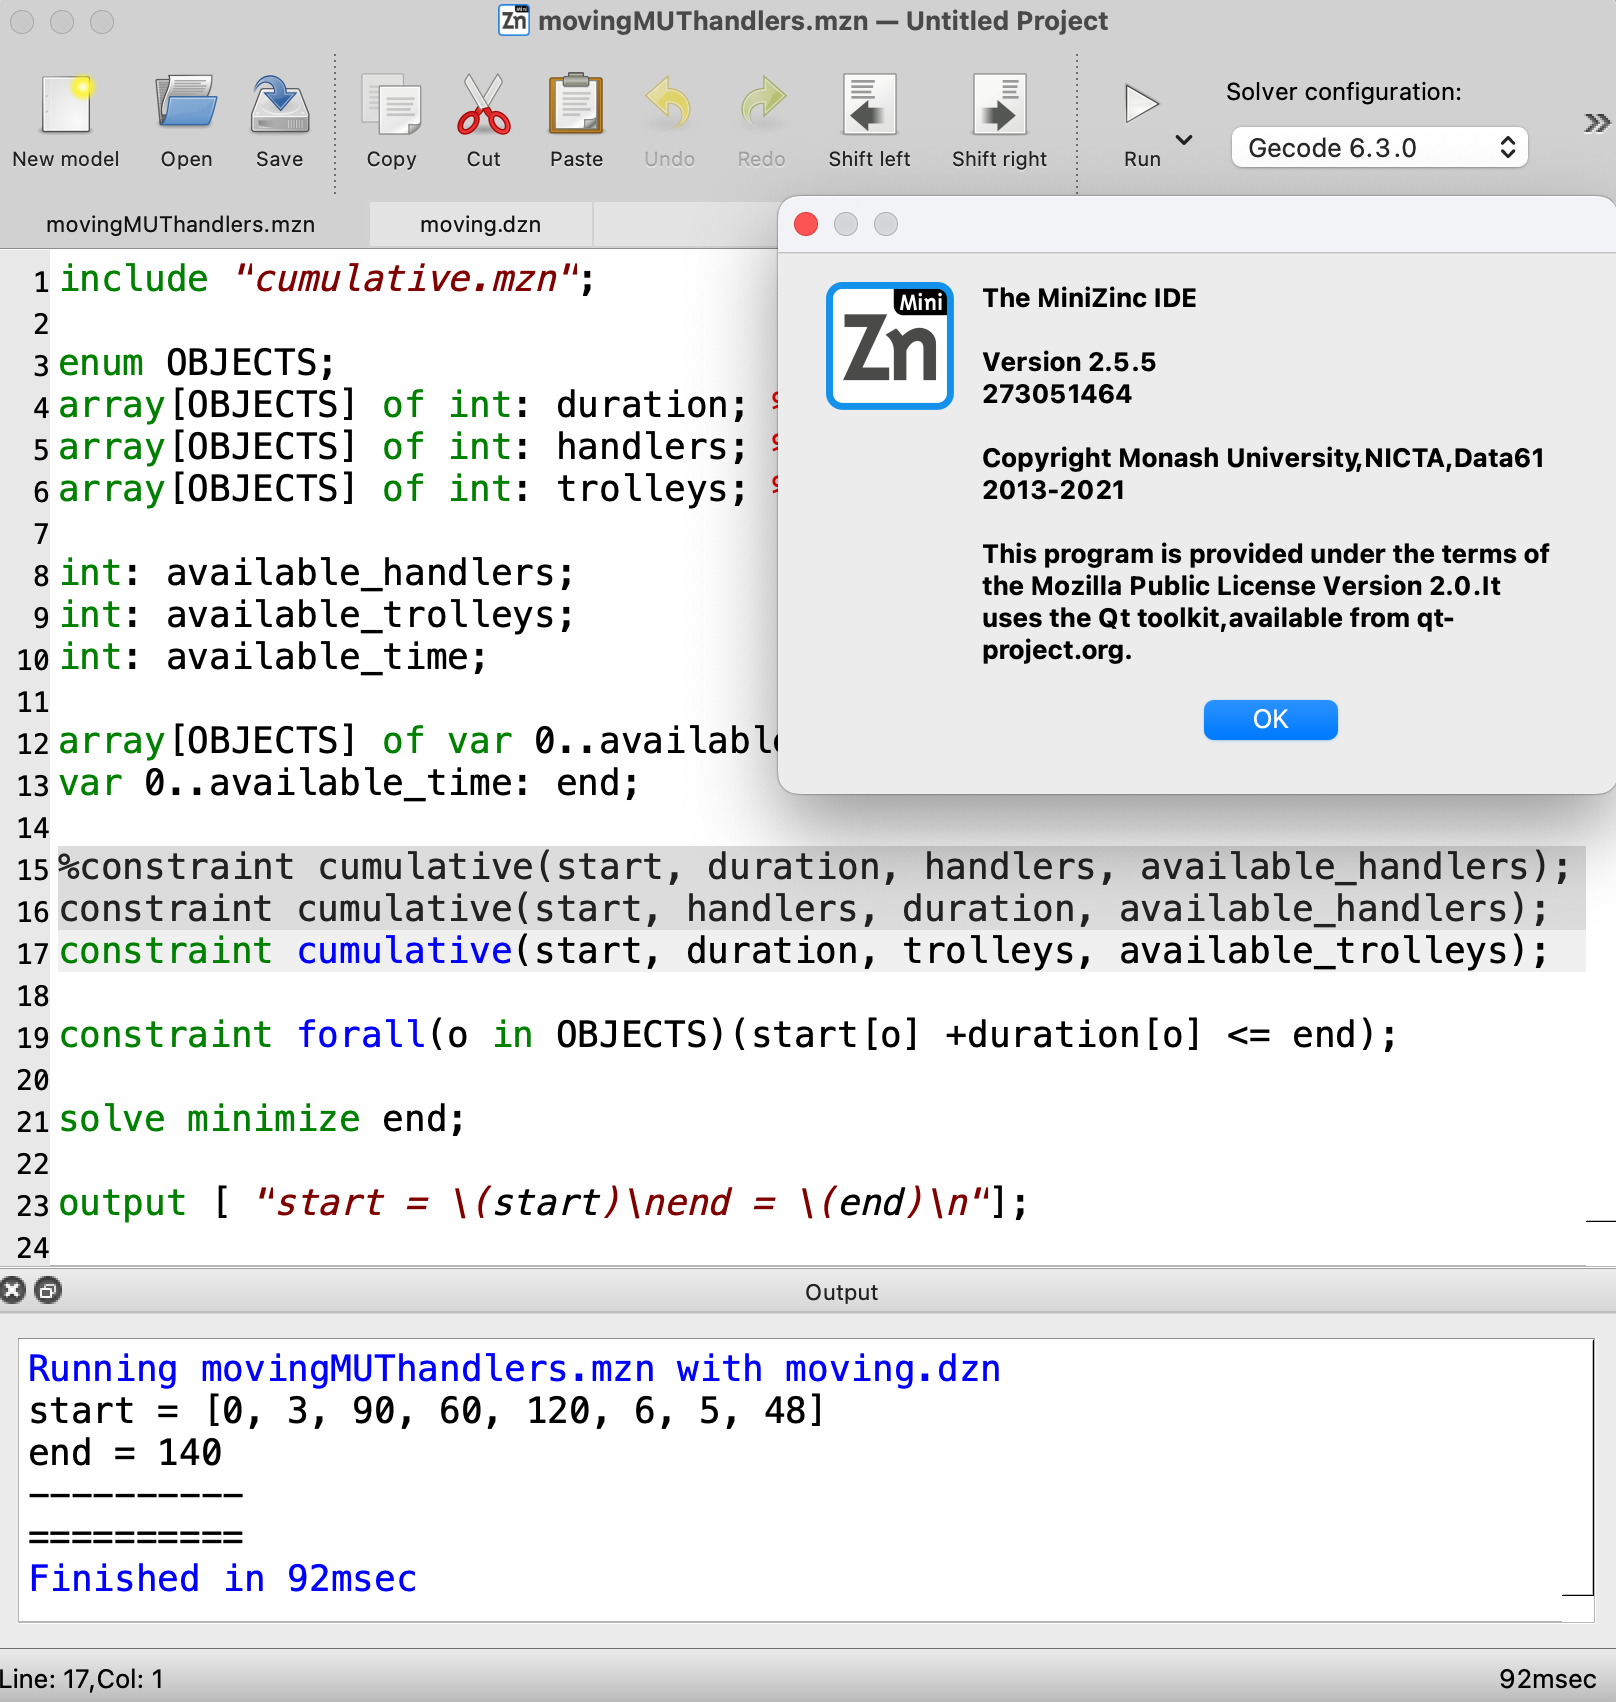 Zn Mini movingMUThandlers.mzn — Untitled Project
New model Open Save Copy Cut Paste Undo Redo Shift left Shift right Run
Solver configuration:
Gecode 6.3.0
movingMUThandlers.mzn moving.dzn
1 include "cumulative.mzn";
2
3 enum OBJECTS;
4 array[OBJECTS] of int: duration; %
5 array[OBJECTS] of int: handlers; %
6 array[OBJECTS] of int: trolleys; %
7
8 int: available_handlers;
9 int: available_trolleys;
10 int: available_time;
11
12 array[OBJECTS] of var 0..available
13 var 0..available_time: end;
14
15 %constraint cumulative(start, duration, handlers, available_handlers);
16 constraint cumulative(start, handlers, duration, available_handlers);
17 constraint cumulative(start, duration, trolleys, available_trolleys);
18
19 constraint forall(o in OBJECTS)(start[o] +duration[o] <= end);
20
21 solve minimize end;
22
23 output [ "start = \(start)\nend = \(end)\n"];
24
Mini
Zn
The MiniZinc IDE
Version 2.5.5
273051464
Copyright Monash University,NICTA,Data61
2013-2021
This program is provided under the terms of
the Mozilla Public License Version 2.0.It
uses the Qt toolkit,available from qt-
project.org.
OK
Output
Running movingMUThandlers.mzn with moving.dzn
start = [0, 3, 90, 60, 120, 6, 5, 48]
end = 140
----------
==========
Finished in 92msec
Line: 17,Col: 1
92msec